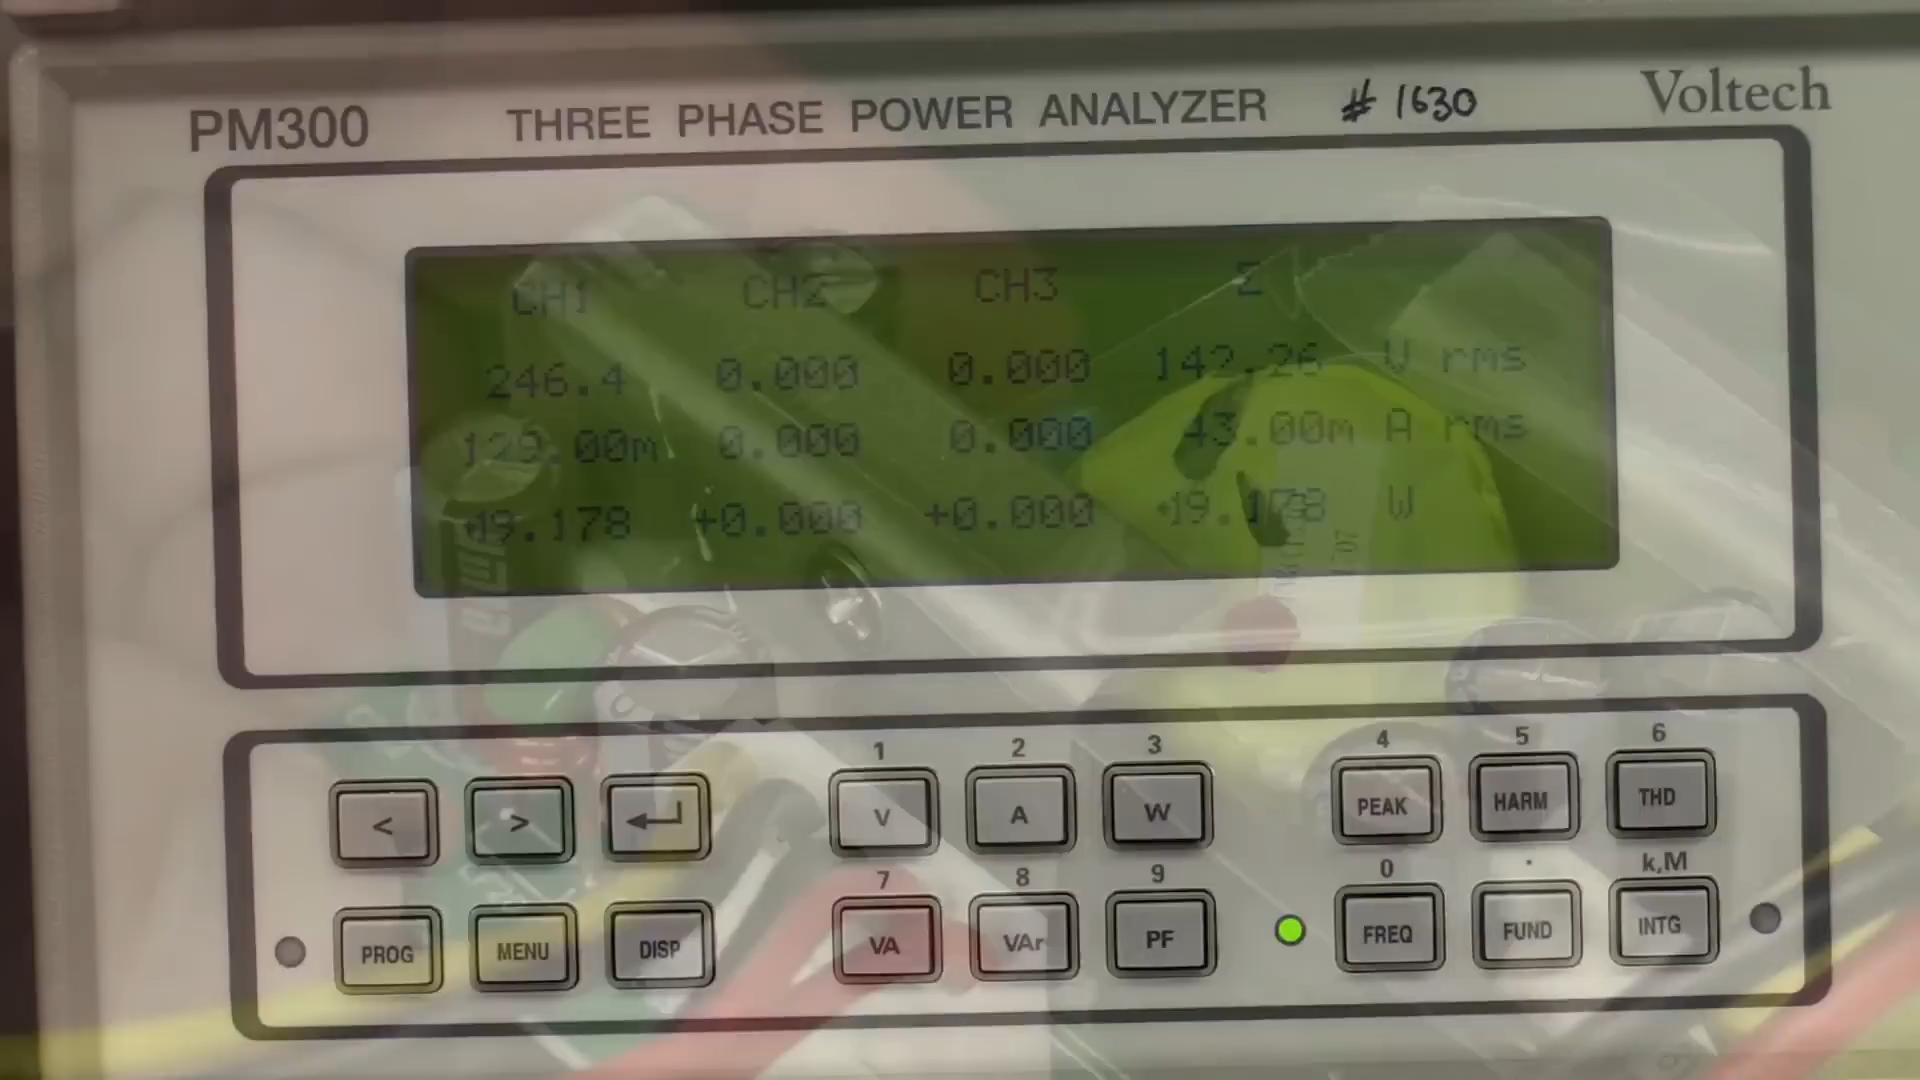 PM300 THREE PHASE POWER ANALYZER # 1630 Voltech
CH1 CH2 CH3 Σ
246.4 0.000 0.000 142.26 V rms
129.00m 0.000 0.000 43.00m A rms
+19.178 +0.000 +0.000 +19.178 W
1 2 3 4 5 6
< > V A W PEAK HARM THD
7 8 9 0 . k,M
PROG MENU DISP VA VAr PF FREQ FUND INTG